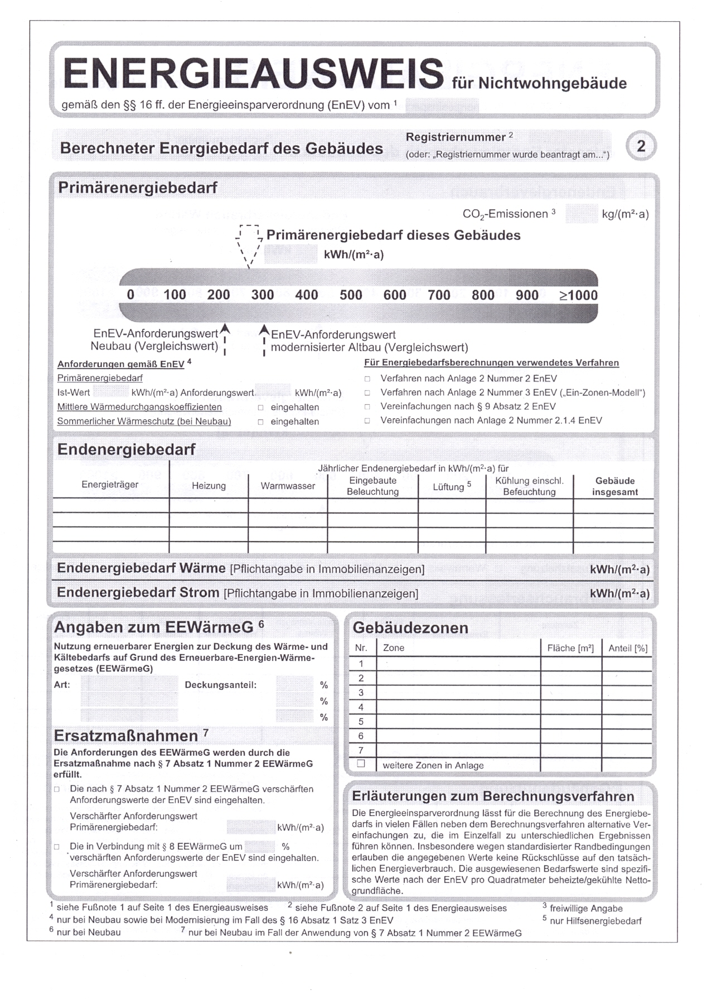 ENERGIEAUSWEIS für Nichtwohngebäude
gemäß den §§ 16 ff. der Energieeinsparverordnung (EnEV) vom ¹
Berechneter Energiebedarf des Gebäudes
Registriernummer ²
(oder: „Registriernummer wurde beantragt am...“)
2
Primärenergiebedarf
CO₂-Emissionen ³ kg/(m²·a)
Primärenergiebedarf dieses Gebäudes
kWh/(m²·a)
0 100 200 300 400 500 600 700 800 900 ≥1000
EnEV-Anforderungswert
Neubau (Vergleichswert)
EnEV-Anforderungswert
modernisierter Altbau (Vergleichswert)
Anforderungen gemäß EnEV ⁴
Primärenergiebedarf
Ist-Wert kWh/(m²·a) Anforderungswert kWh/(m²·a)
Mittlere Wärmedurchgangskoeffizienten □ eingehalten
Sommerlicher Wärmeschutz (bei Neubau) □ eingehalten
Für Energiebedarfsberechnungen verwendetes Verfahren
□ Verfahren nach Anlage 2 Nummer 2 EnEV
□ Verfahren nach Anlage 2 Nummer 3 EnEV („Ein-Zonen-Modell“)
□ Vereinfachungen nach § 9 Absatz 2 EnEV
□ Vereinfachungen nach Anlage 2 Nummer 2.1.4 EnEV
Endenergiebedarf
Jährlicher Endenergiebedarf in kWh/(m²·a) für
Energieträger
Heizung
Warmwasser
Eingebaute
Beleuchtung
Lüftung ⁵
Kühlung einschl.
Befeuchtung
Gebäude
insgesamt
Endenergiebedarf Wärme [Pflichtangabe in Immobilienanzeigen] kWh/(m²·a)
Endenergiebedarf Strom [Pflichtangabe in Immobilienanzeigen] kWh/(m²·a)
Angaben zum EEWärmeG ⁶
Nutzung erneuerbarer Energien zur Deckung des Wärme- und
Kältebedarfs auf Grund des Erneuerbare-Energien-Wärme-
gesetzes (EEWärmeG)
Art: Deckungsanteil: %
%
%
Ersatzmaßnahmen ⁷
Die Anforderungen des EEWärmeG werden durch die
Ersatzmaßnahme nach § 7 Absatz 1 Nummer 2 EEWärmeG
erfüllt.
□ Die nach § 7 Absatz 1 Nummer 2 EEWärmeG verschärften
Anforderungswerte der EnEV sind eingehalten.
Verschärfter Anforderungswert
Primärenergiebedarf: kWh/(m²·a)
□ Die in Verbindung mit § 8 EEWärmeG um %
verschärften Anforderungswerte der EnEV sind eingehalten.
Verschärfter Anforderungswert
Primärenergiebedarf: kWh/(m²·a)
Gebäudezonen
Nr. Zone Fläche [m²] Anteil [%]
1
2
3
4
5
6
7
□ weitere Zonen in Anlage
Erläuterungen zum Berechnungsverfahren
Die Energieeinsparverordnung lässt für die Berechnung des Energiebe-
darfs in vielen Fällen neben dem Berechnungsverfahren alternative Ver-
einfachungen zu, die im Einzelfall zu unterschiedlichen Ergebnissen
führen können. Insbesondere wegen standardisierter Randbedingungen
erlauben die angegebenen Werte keine Rückschlüsse auf den tatsäch-
lichen Energieverbrauch. Die ausgewiesenen Bedarfswerte sind spezifi-
sche Werte nach der EnEV pro Quadratmeter beheizte/gekühlte Netto-
grundfläche.
¹ siehe Fußnote 1 auf Seite 1 des Energieausweises ² siehe Fußnote 2 auf Seite 1 des Energieausweises ³ freiwillige Angabe
⁴ nur bei Neubau sowie bei Modernisierung im Fall des § 16 Absatz 1 Satz 3 EnEV ⁵ nur Hilfsenergiebedarf
⁶ nur bei Neubau ⁷ nur bei Neubau im Fall der Anwendung von § 7 Absatz 1 Nummer 2 EEWärmeG